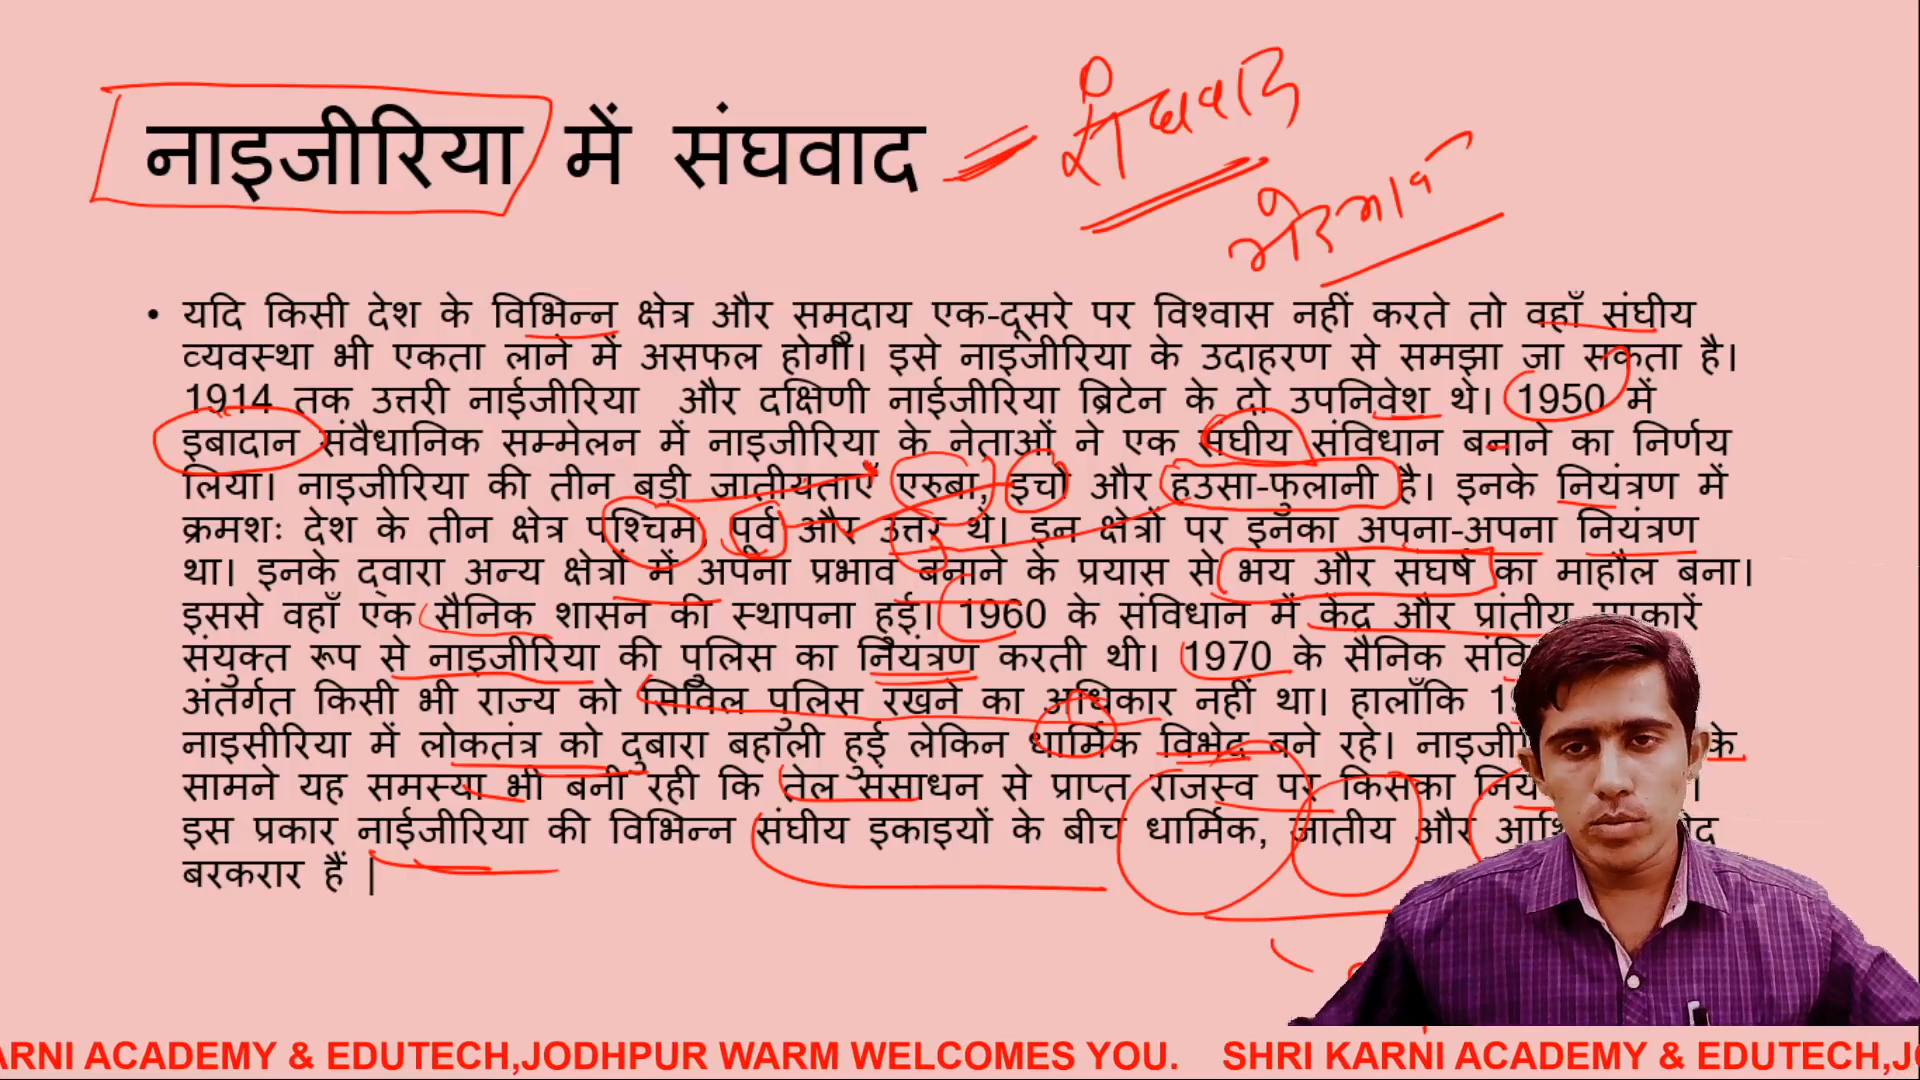 नाइजीरिया में संघवाद = संघवाद
भेदभाव
• यदि किसी देश के विभिन्न क्षेत्र और समुदाय एक-दूसरे पर विश्वास नहीं करते तो वहाँ संघीय
व्यवस्था भी एकता लाने में असफल होगी। इसे नाइजीरिया के उदाहरण से समझा जा सकता है।
1914 तक उत्तरी नाईजीरिया और दक्षिणी नाईजीरिया ब्रिटेन के दो उपनिवेश थे। 1950 में
इबादान संवैधानिक सम्मेलन में नाइजीरिया के नेताओं ने एक संघीय संविधान बनाने का निर्णय
लिया। नाइजीरिया की तीन बड़ी जातीयताएँ एरुबा, इचो और हउसा-फुलानी है। इनके नियंत्रण में
क्रमशः देश के तीन क्षेत्र पश्चिम, पूर्व और उत्तर थे। इन क्षेत्रों पर इनका अपना-अपना नियंत्रण
था। इनके द्वारा अन्य क्षेत्रों में अपना प्रभाव बनाने के प्रयास से भय और संघर्ष का माहौल बना।
इससे वहाँ एक सैनिक शासन की स्थापना हुई। 1960 के संविधान में केंद्र और प्रांतीय
संयुक्त रूप से नाइजीरिया की पुलिस का नियंत्रण करती थी। 1970 के सैनिक
अंतर्गत किसी भी राज्य को सिविल पुलिस रखने का अधिकार नहीं था। हालाँकि
नाइसीरिया में लोकतंत्र को दुबारा बहाली हुई लेकिन धार्मिक विभेद बने रहे। के
सामने यह समस्या भी बनी रही कि तेल संसाधन से प्राप्त राजस्व पर किसका
इस प्रकार नाईजीरिया की विभिन्न संघीय इकाइयों के बीच धार्मिक, जातीय और
बरकरार हैं |
ARNI ACADEMY & EDUTECH,JODHPUR WARM WELCOMES YOU. SHRI KARNI ACADEMY & EDUTECH,JO